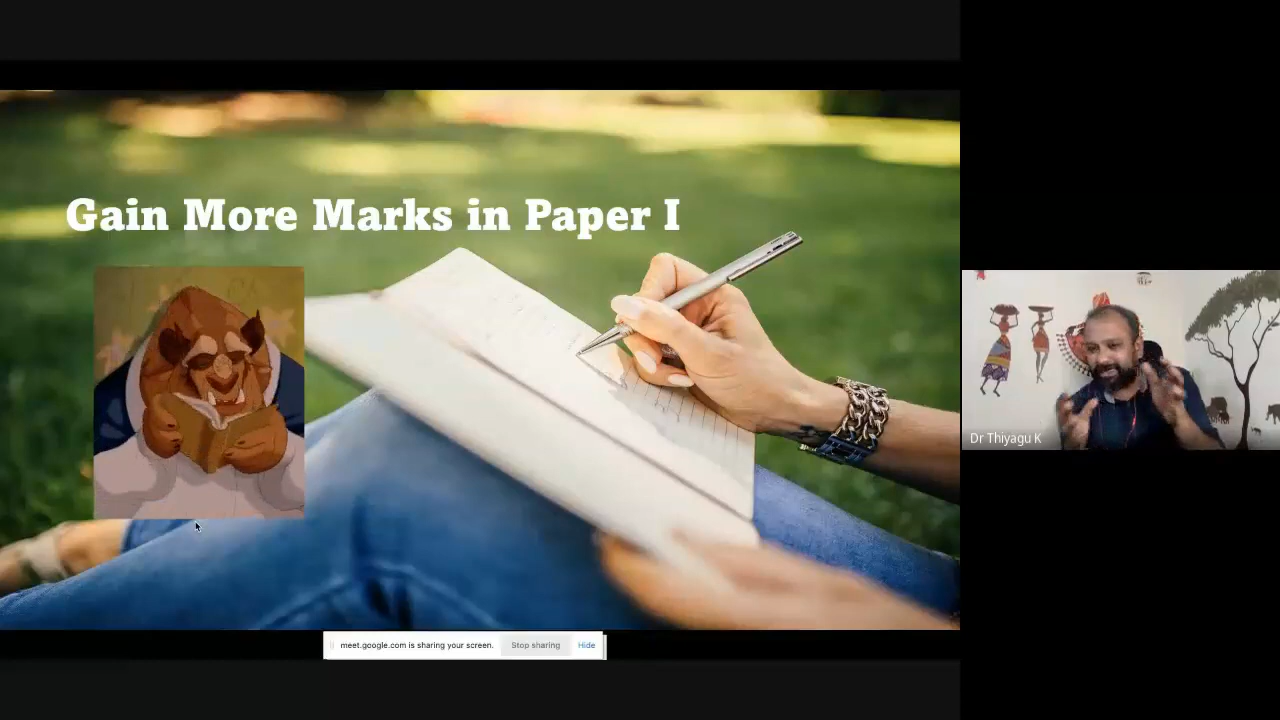 Gain More Marks in Paper I
Dr Thiyagu K
meet.google.com is sharing your screen. Stop sharing Hide